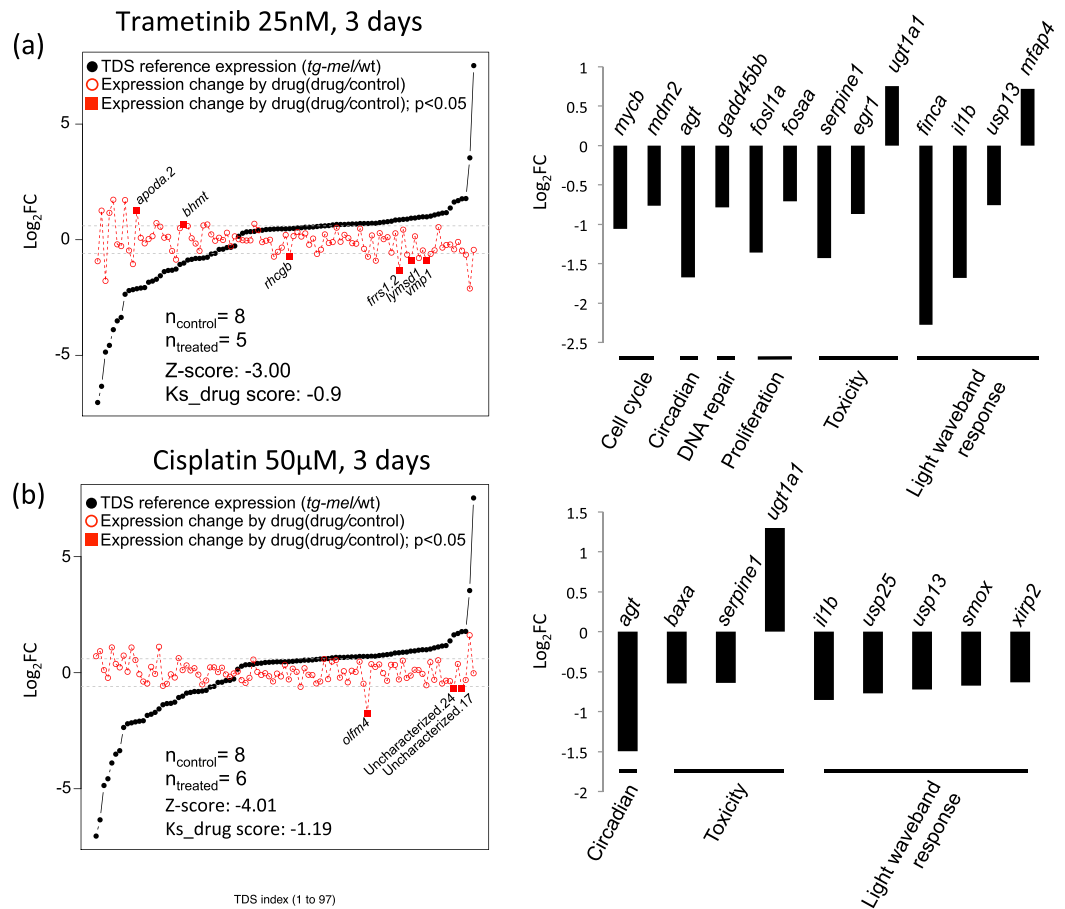 Trametinib 25nM, 3 days
(a)
TDS reference expression (tg-mel/wt)
Expression change by drug(drug/control)
Expression change by drug(drug/control); p<0.05
5
0
-5
Log2FC
apoda.2
bhmt
rhcgb
frrs1.2
lymsd1
vmp1
ncontrol= 8
ntreated= 5
Z-score: -3.00
Ks_drug score: -0.9
1
0.5
0
-0.5
-1
-1.5
-2
-2.5
Log2FC
mycb
mdm2
agt
gadd45bb
fosl1a
fosaa
serpine1
egr1
ugt1a1
finca
il1b
usp13
mfap4
Cell cycle
Circadian
DNA repair
Proliferation
Toxicity
Light waveband
response
Cisplatin 50µM, 3 days
(b)
TDS reference expression (tg-mel/wt)
Expression change by drug(drug/control)
Expression change by drug(drug/control); p<0.05
5
0
-5
Log2FC
olfm4
Uncharacterized.24
Uncharacterized.17
ncontrol= 8
ntreated= 6
Z-score: -4.01
Ks_drug score: -1.19
TDS index (1 to 97)
1.5
1
0.5
0
-0.5
-1
-1.5
-2
Log2FC
agt
baxa
serpine1
ugt1a1
il1b
usp25
usp13
smox
xirp2
Circadian
Toxicity
Light waveband
response